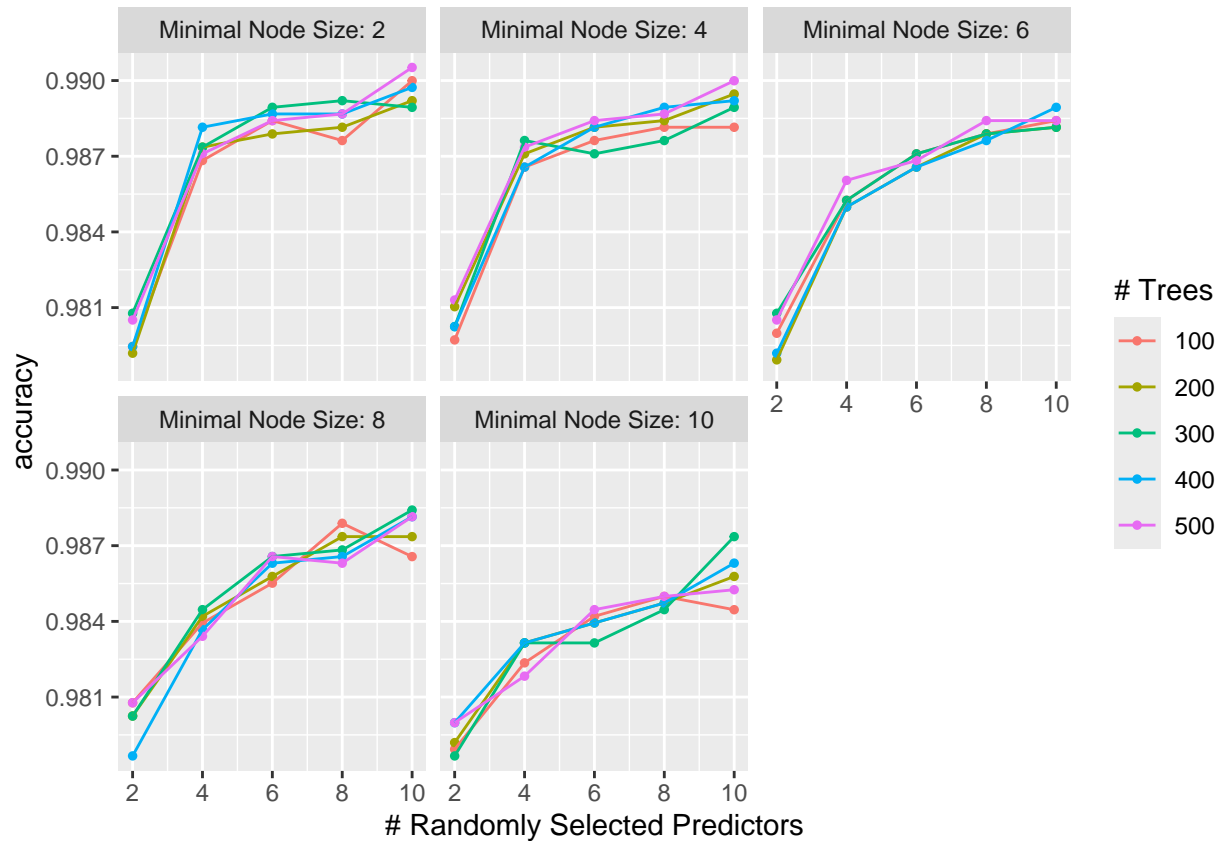 Minimal Node Size: 2
Minimal Node Size: 4
Minimal Node Size: 6
0.990
0.987
0.984
0.981
2 4 6 8 10
Minimal Node Size: 8
Minimal Node Size: 10
0.990
0.987
0.984
0.981
2 4 6 8 10
2 4 6 8 10
accuracy
# Randomly Selected Predictors
# Trees
100
200
300
400
500